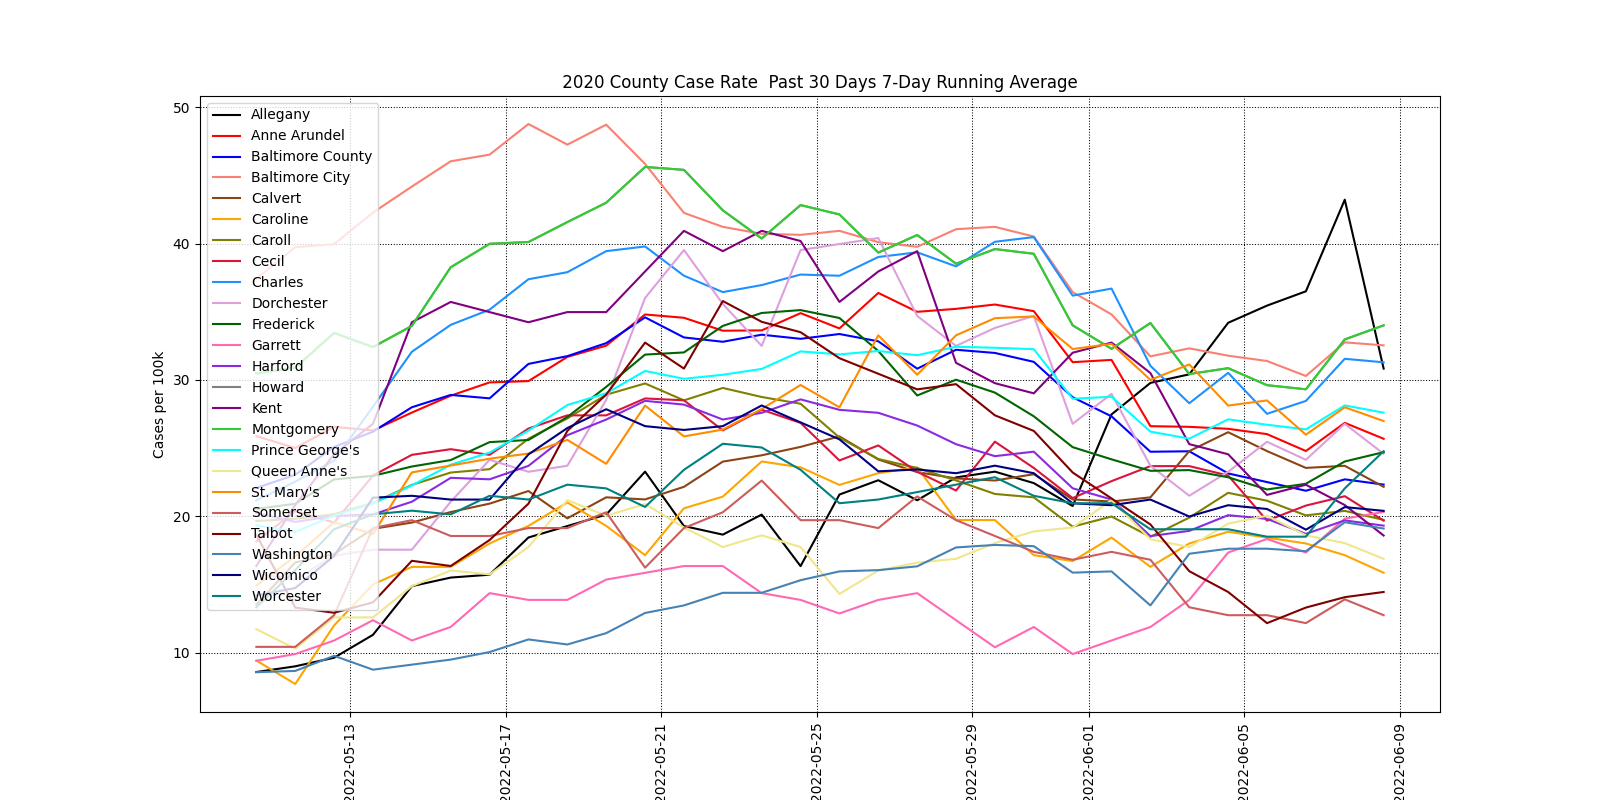 2020 County Case Rate  Past 30 Days 7-Day Running Average
Cases per 100k
50
40
30
20
10
Allegany
Anne Arundel
Baltimore County
Baltimore City
Calvert
Caroline
Caroll
Cecil
Charles
Dorchester
Frederick
Garrett
Harford
Howard
Kent
Montgomery
Prince George's
Queen Anne's
St. Mary's
Somerset
Talbot
Washington
Wicomico
Worcester
2022-05-13
2022-05-17
2022-05-21
2022-05-25
2022-05-29
2022-06-01
2022-06-05
2022-06-09